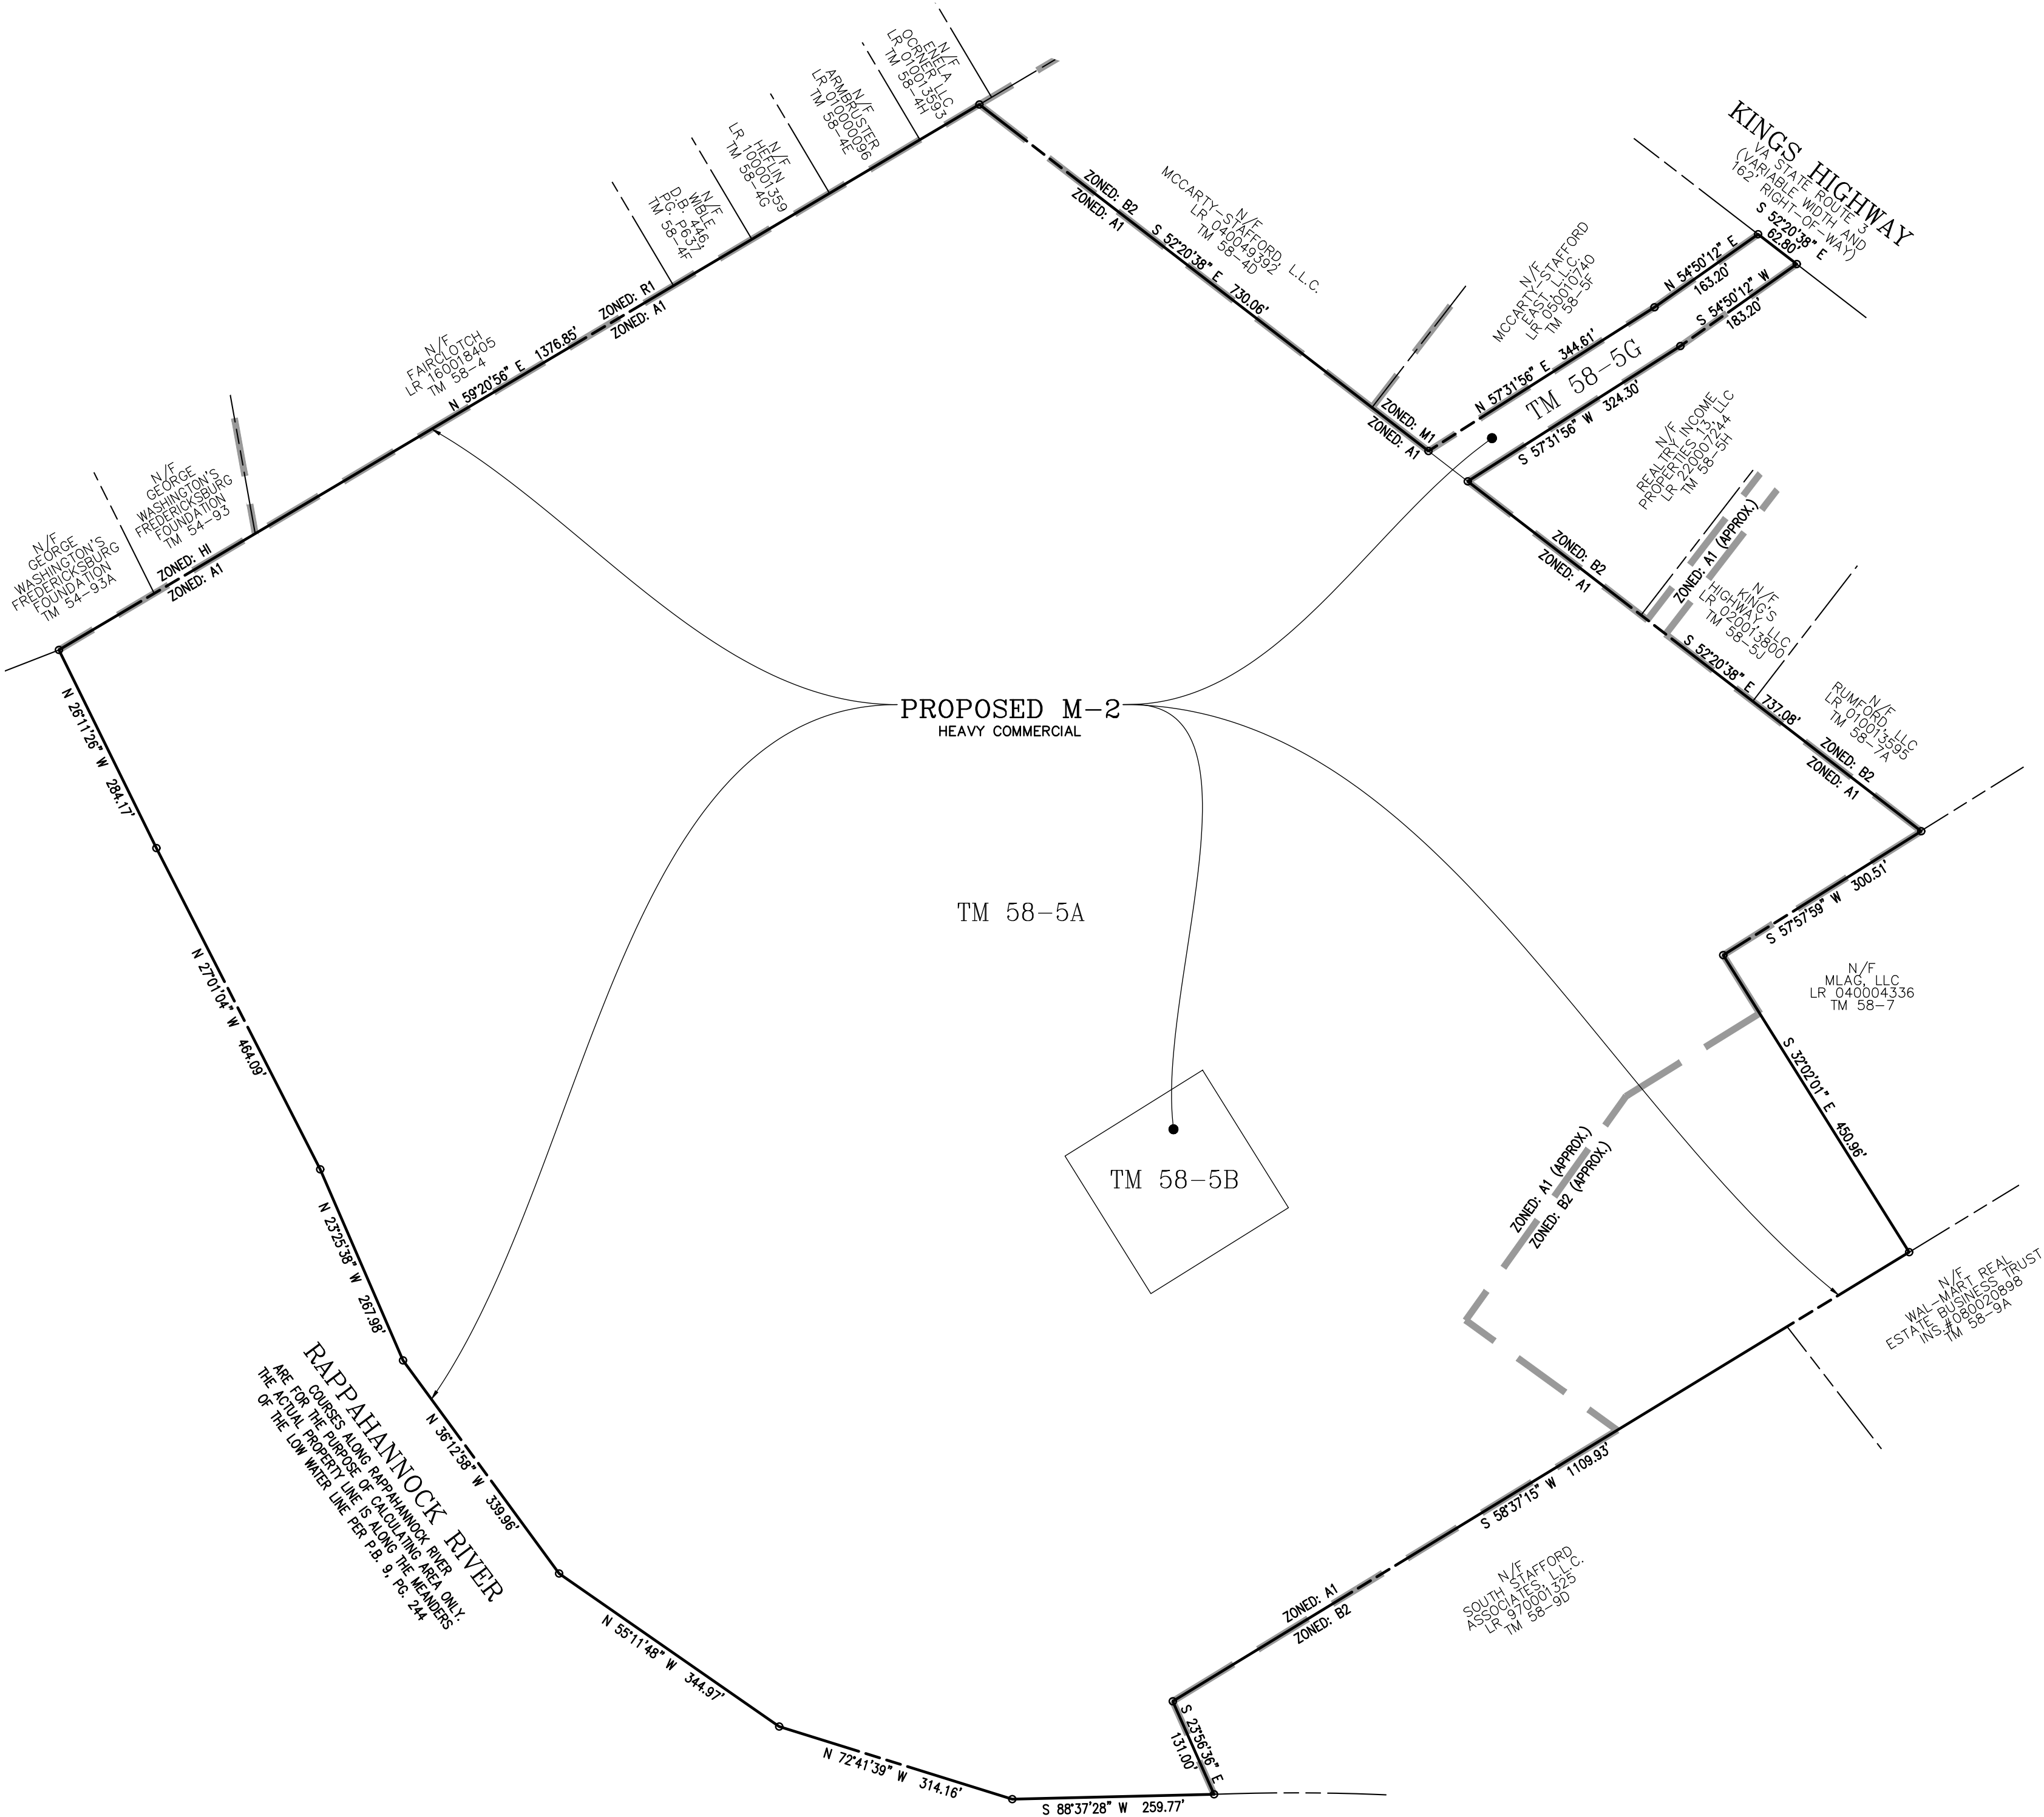 N/F
ENELA
OCRNER LLC
LR 010013593
TM 58-4H
N/F
ARMBRUSTER
LR 010000096
TM 58-4E
N/F
HEFLIN
LR 100001359
TM 58-4G
N/F
WIBLE
D.B. 446,
PG. P637
TM 58-4F
KINGS HIGHWAY
VA STATE ROUTE 3
(VARIABLE WIDTH AND
162' RIGHT-OF-WAY)
S 52°20'38" E
62.80'
N 54°50'12" E
163.20'
S 54°50'12" W
183.20'
ZONED: B2
ZONED: A1
S 52°20'38" E 730.06'
N/F
MCCARTY-STAFFORD, L.L.C.
LR 040049392
TM 58-4D
N/F
MCCARTY-STAFFORD
EAST, L.L.C.
LR 050010740
TM 58-5F
N 57°31'56" E 344.61'
TM 58-5G
S 57°31'56" W 324.30'
ZONED: M1
ZONED: A1
ZONED: R1
ZONED: A1
N/F
FAIRCLOTCH
LR 160018405
TM 58-4
N 59°20'56" E 1376.85'
N/F
REALTRY INCOME
PROPERTIES 13, LLC
LR 220007244
TM 58-5H
ZONED: A1 (APPROX.)
N/F
GEORGE
WASHINGTON'S
FREDERICKSBURG
FOUNDATION
TM 54-93
N/F
GEORGE
WASHINGTON'S
FREDERICKSBURG
FOUNDATION
TM 54-93A
ZONED: HI
ZONED: A1
ZONED: B2
ZONED: A1
N/F
KING'S
HIGHWAY, LLC
LR 020013800
TM 58-5J
S 52°20'38" E 737.08'
N/F
RUMFORD, LLC
LR 010013595
TM 58-7A
ZONED: B2
ZONED: A1
N 26°11'26" W 284.17'
PROPOSED M-2
HEAVY COMMERCIAL
TM 58-5A
S 57°57'59" W 300.51'
N/F
MLAG, LLC
LR 040004336
TM 58-7
N 27°01'04" W 464.09'
S 32°02'01" E 450.96'
TM 58-5B
ZONED: A1 (APPROX.)
ZONED: B2 (APPROX.)
N 23°25'38" W 267.98'
N/F
WAL-MART REAL
ESTATE BUSINESS TRUST
INS.#080020898
TM 58-9A
RAPPAHANNOCK RIVER
COURSES ALONG RAPPAHANNOCK RIVER
ARE FOR THE PURPOSE OF CALCULATING AREA ONLY.
THE ACTUAL PROPERTY LINE IS ALONG THE MEANDERS
OF THE LOW WATER LINE PER P.B. 9, PG. 244
N 36°12'58" W 339.96'
S 58°37'15" W 1109.93'
N/F
SOUTH STAFFORD
ASSOCIATES, L.L.C.
LR 970001325
TM 58-9D
ZONED: A1
ZONED: B2
N 55°11'48" W 344.97'
S 23°56'36" E
131.00'
N 72°41'39" W 314.16'
S 88°37'28" W 259.77'